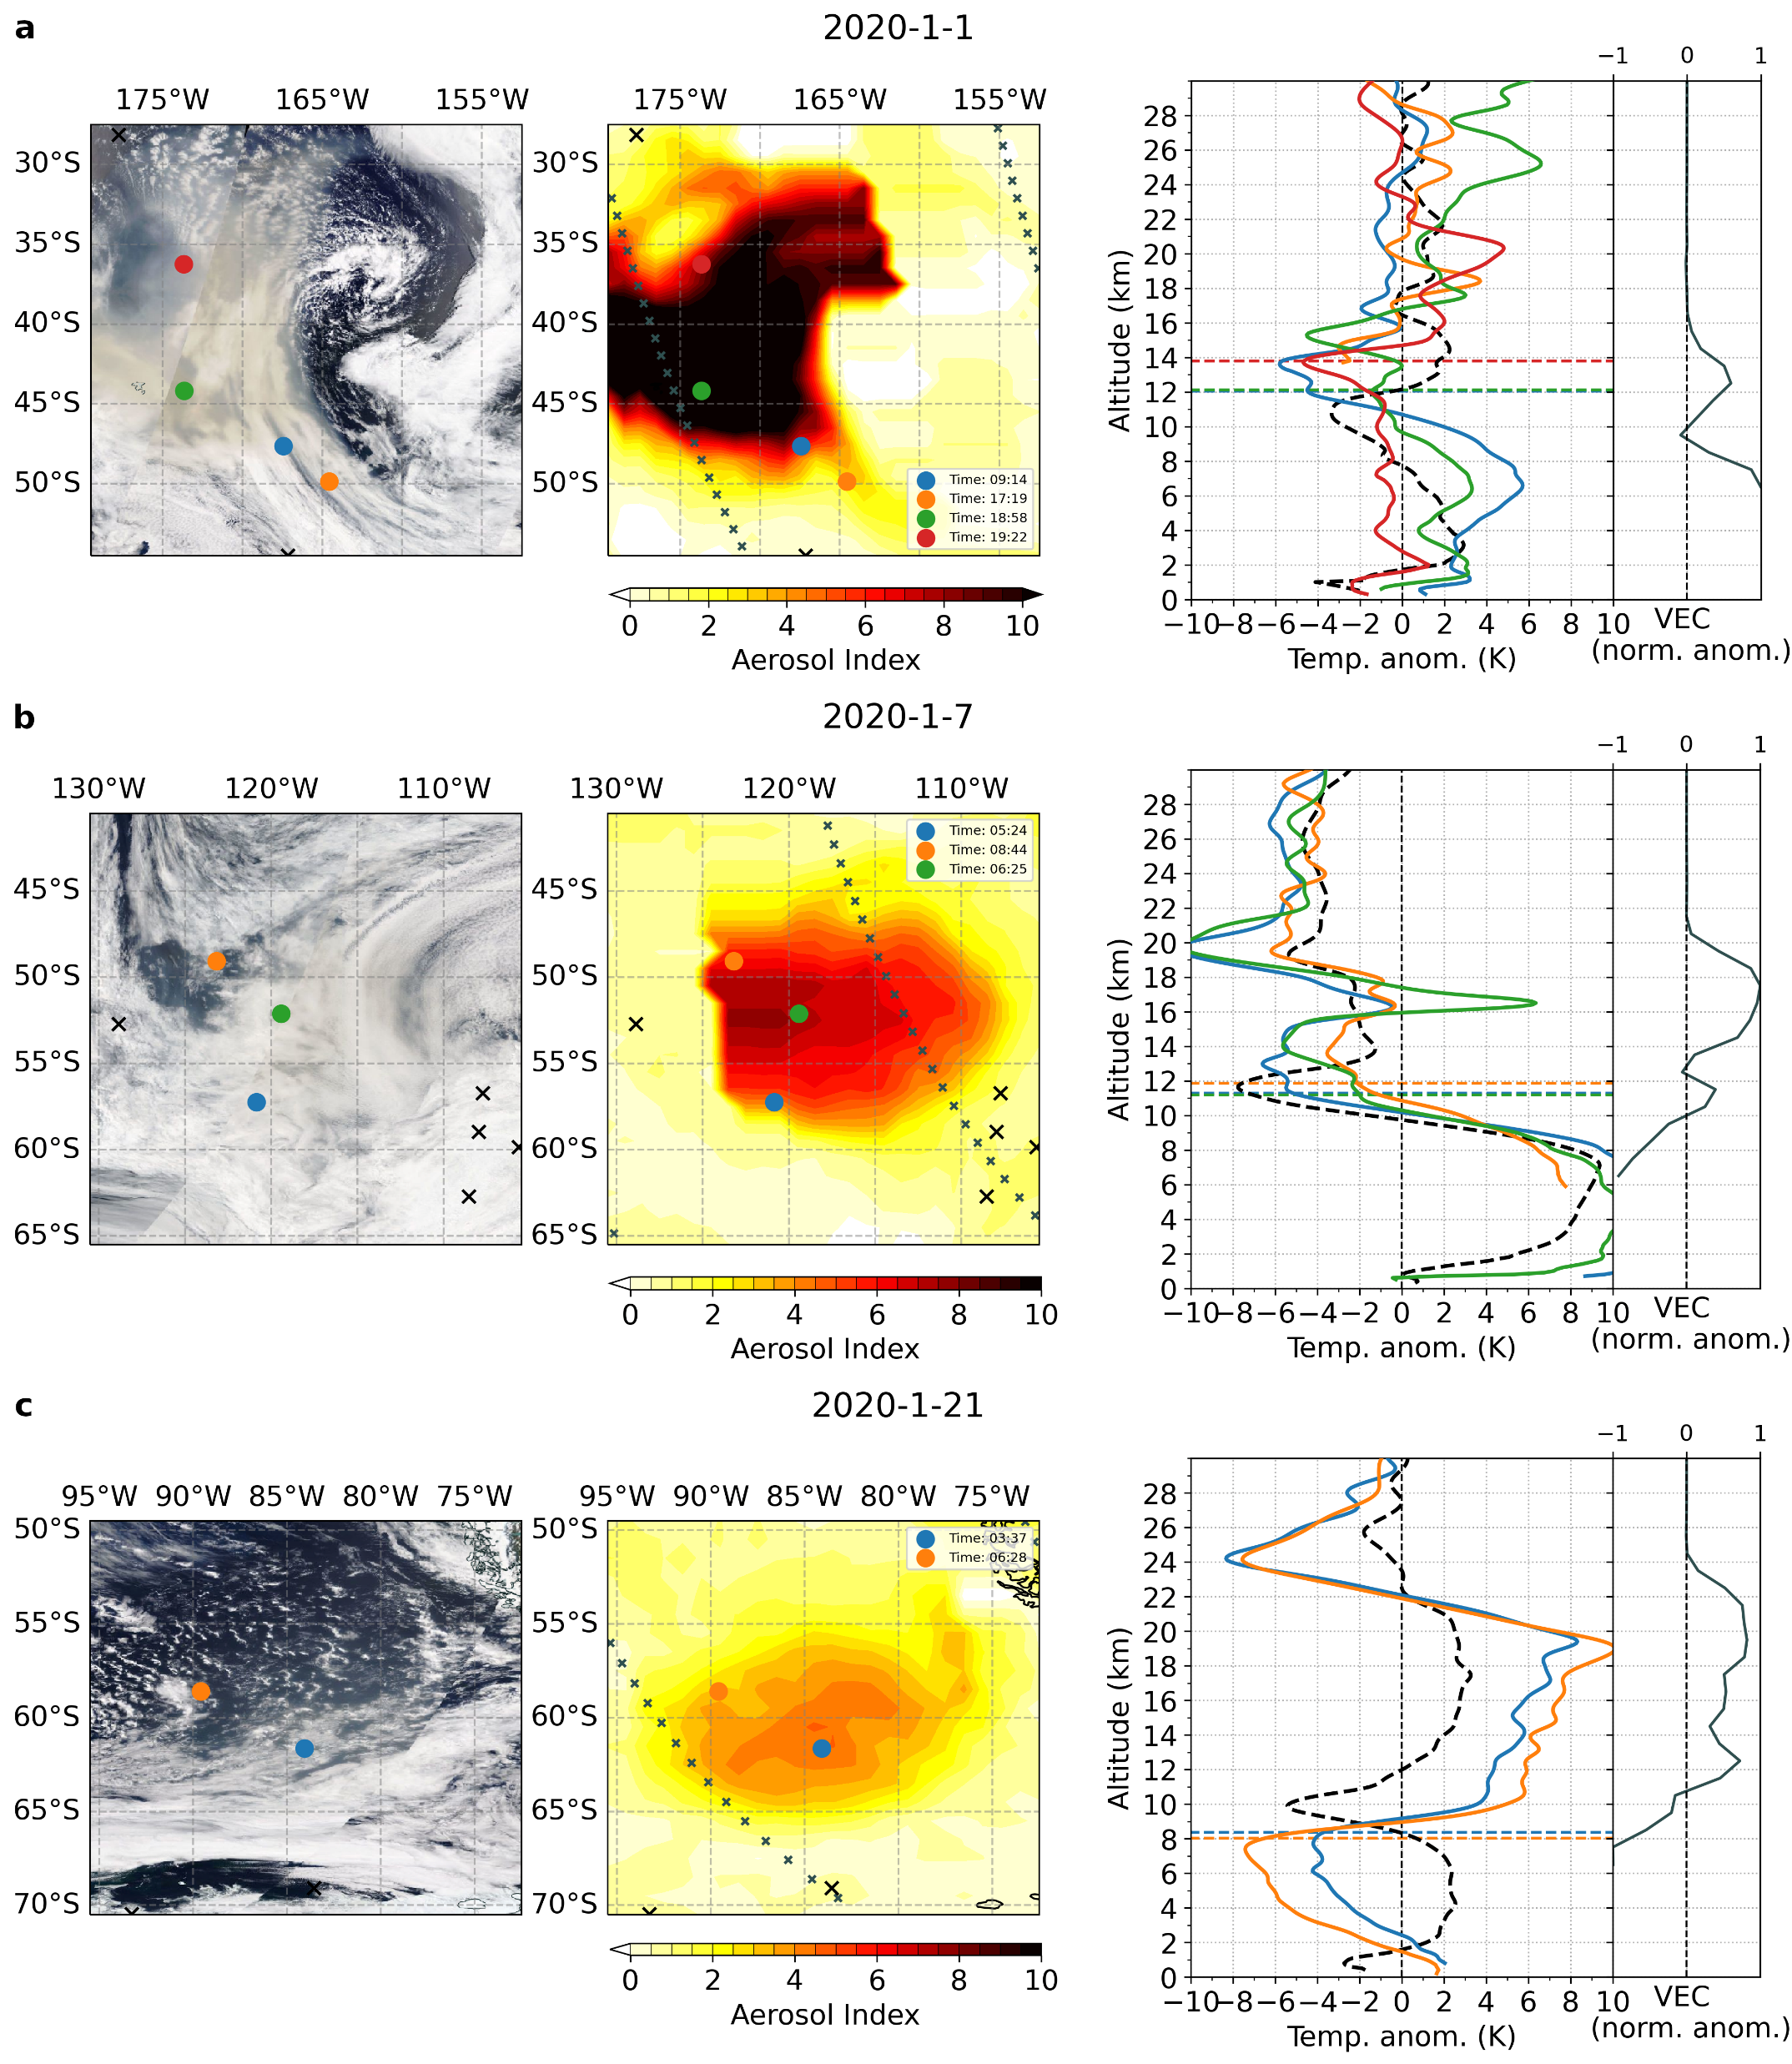 a
2020-1-1
175°W 165°W 155°W
175°W 165°W 155°W
−1 0 1
30°S
35°S
40°S
45°S
50°S
30°S
35°S
40°S
45°S
50°S
Time: 09:14
Time: 17:19
Time: 18:58
Time: 19:22
0 2 4 6 8 10
Aerosol Index
Altitude (km)
28
26
24
22
20
18
16
14
12
10
8
6
4
2
0
−10 −8 −6 −4 −2 0 2 4 6 8 10
Temp. anom. (K)
VEC
(norm. anom.)
b
2020-1-7
130°W 120°W 110°W
130°W 120°W 110°W
−1 0 1
45°S
50°S
55°S
60°S
65°S
45°S
50°S
55°S
60°S
65°S
Time: 05:24
Time: 08:44
Time: 06:25
0 2 4 6 8 10
Aerosol Index
Altitude (km)
28
26
24
22
20
18
16
14
12
10
8
6
4
2
0
−10 −8 −6 −4 −2 0 2 4 6 8 10
Temp. anom. (K)
VEC
(norm. anom.)
c
2020-1-21
95°W 90°W 85°W 80°W 75°W
95°W 90°W 85°W 80°W 75°W
−1 0 1
50°S
55°S
60°S
65°S
70°S
50°S
55°S
60°S
65°S
70°S
Time: 03:37
Time: 06:28
0 2 4 6 8 10
Aerosol Index
Altitude (km)
28
26
24
22
20
18
16
14
12
10
8
6
4
2
0
−10 −8 −6 −4 −2 0 2 4 6 8 10
Temp. anom. (K)
VEC
(norm. anom.)